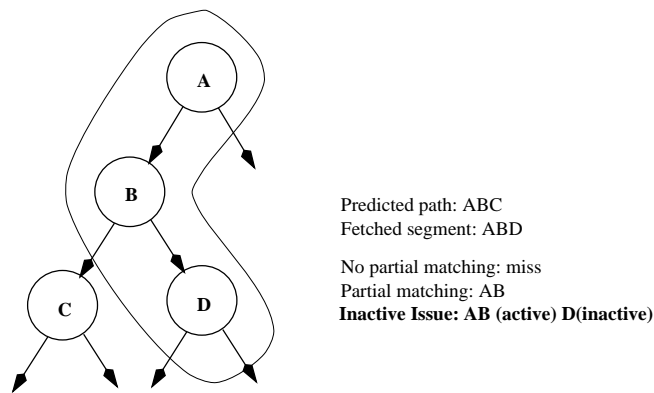 A
B
C
D
Predicted path: ABC
Fetched segment: ABD
No partial matching: miss
Partial matching: AB
Inactive Issue: AB (active) D(inactive)